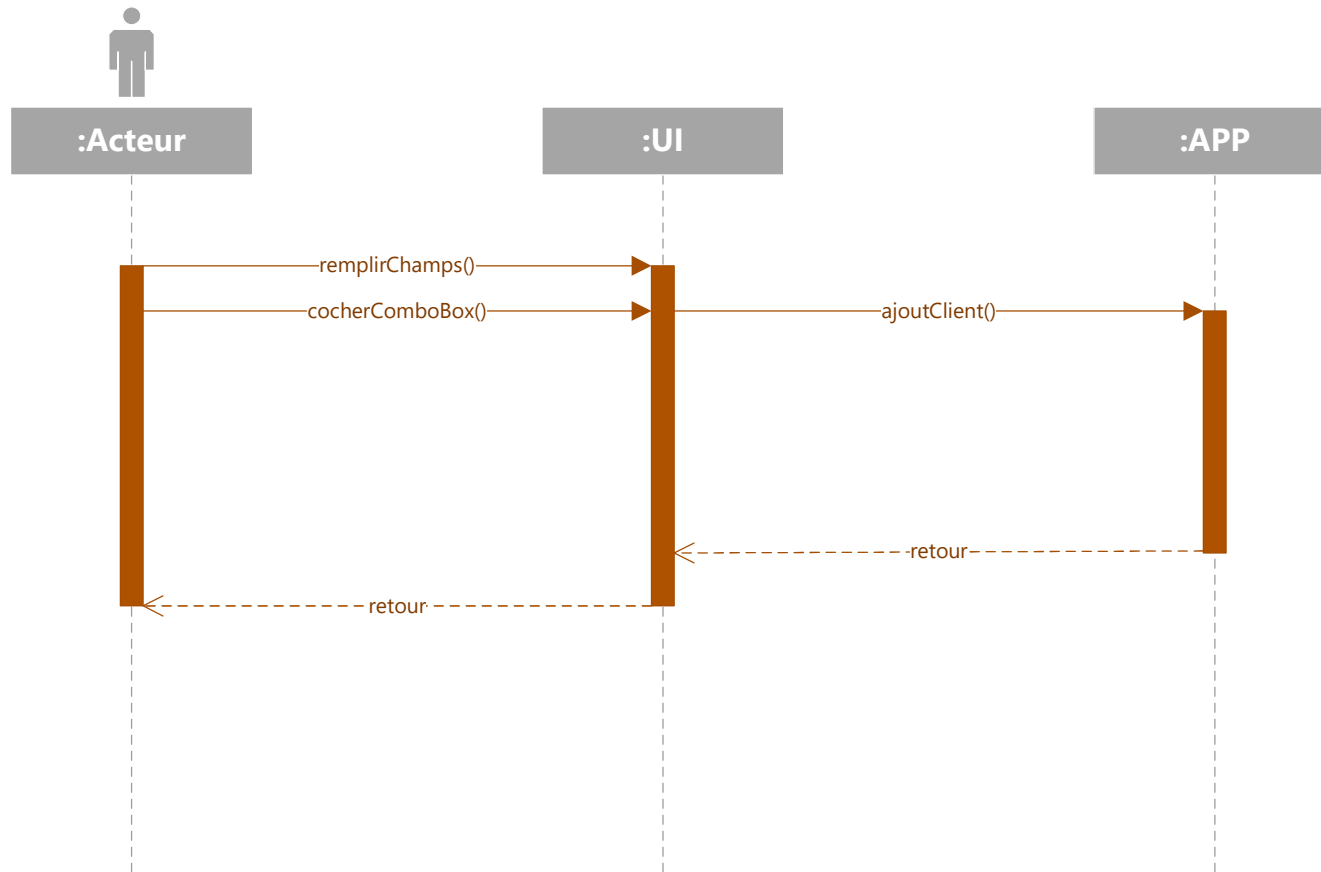 :Acteur
:UI
:APP
remplirChamps()
cocherComboBox()
ajoutClient()
retour
retour